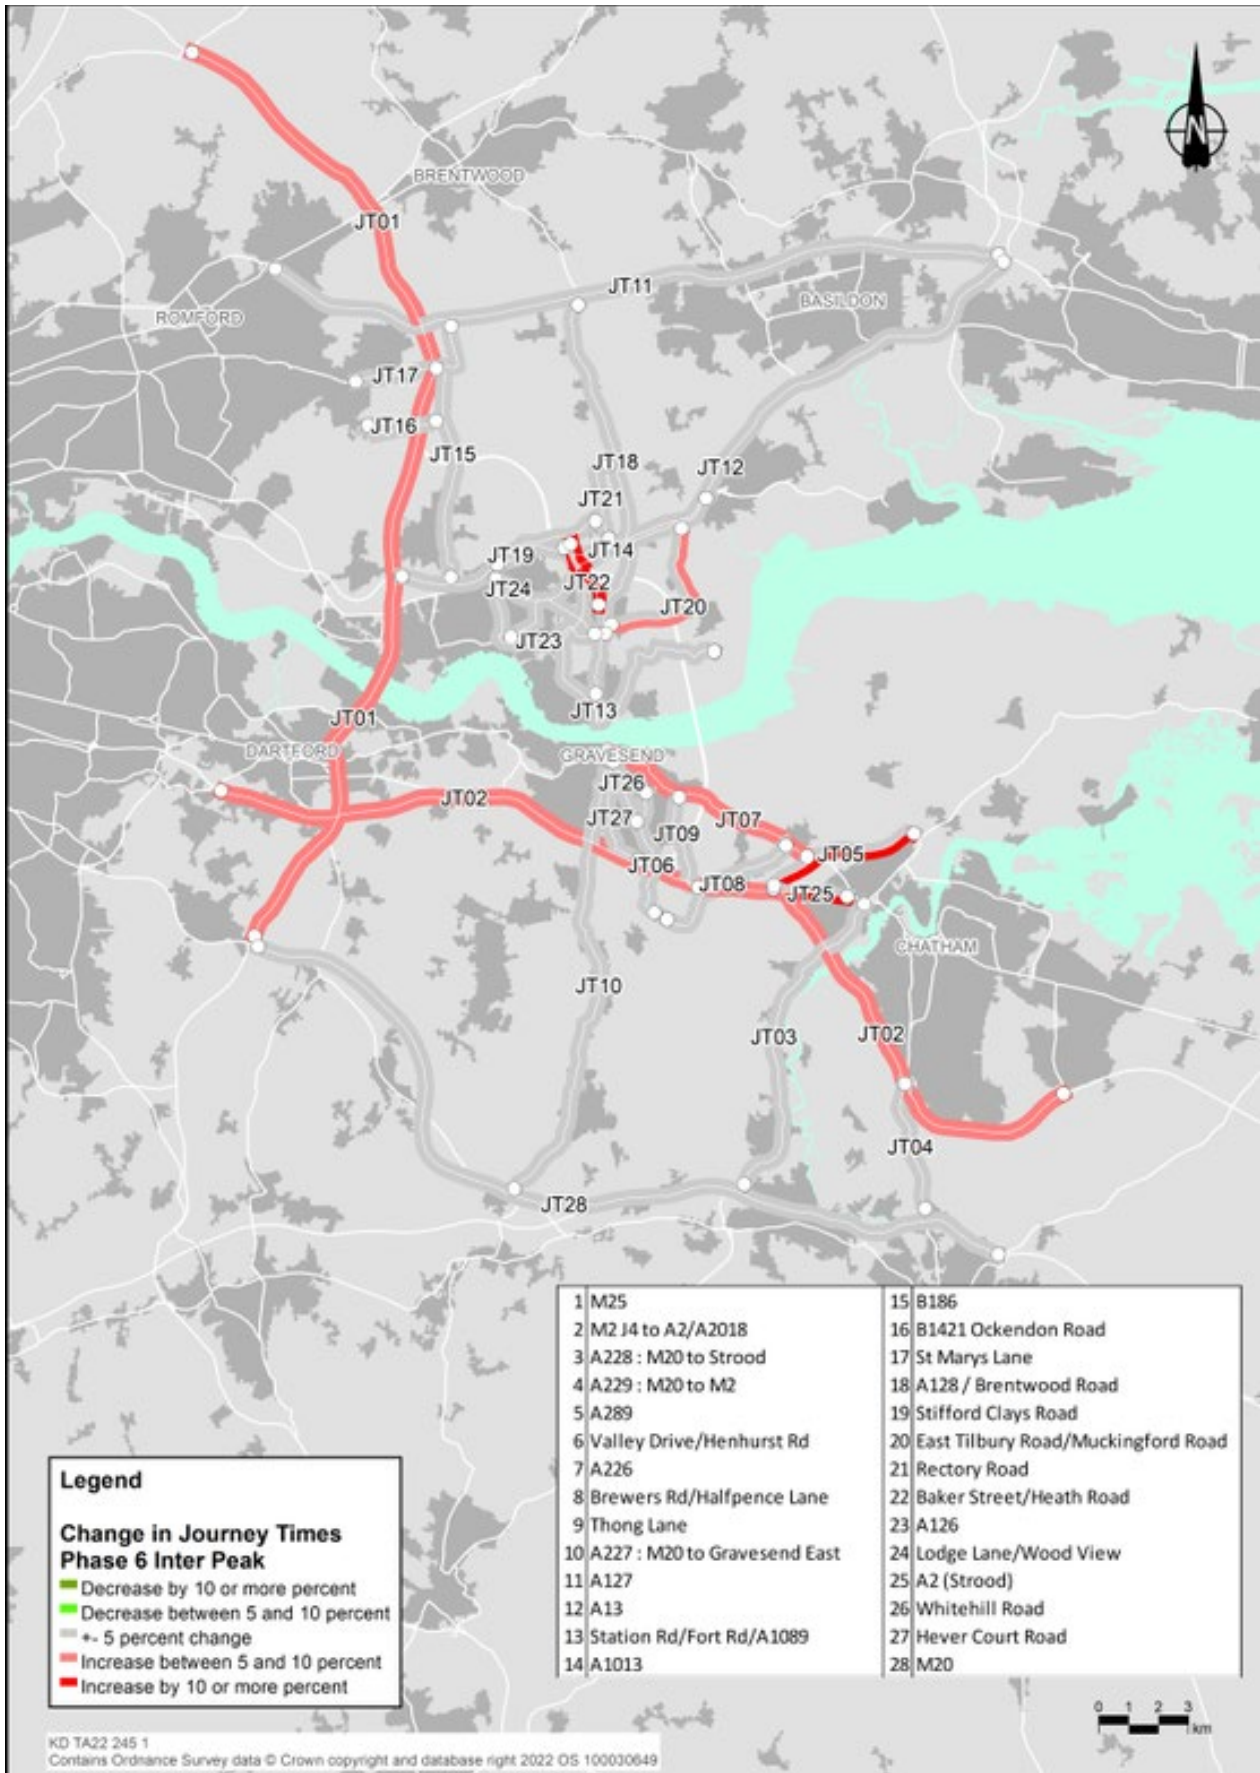 N
BRENTWOOD
JT01
JT11
BASILDON
ROMFORD
JT17
JT16
JT15
JT18
JT12
JT21
JT19
JT14
JT24
JT22
JT20
JT23
JT13
JT01
DARTFORD
GRAVESEND
JT26
JT02
JT27
JT07
JT09
JT05
JT06
JT08
JT25
CHATHAM
JT10
JT03
JT02
JT04
JT28
1 M25
2 M2 J4 to A2/A2018
3 A228 : M20 to Strood
4 A229 : M20 to M2
5 A289
6 Valley Drive/Henhurst Rd
7 A226
8 Brewers Rd/Halfpence Lane
9 Thong Lane
10 A227 : M20 to Gravesend East
11 A127
12 A13
13 Station Rd/Fort Rd/A1089
14 A1013
15 B186
16 B1421 Ockendon Road
17 St Marys Lane
18 A128 / Brentwood Road
19 Stifford Clays Road
20 East Tilbury Road/Muckingford Road
21 Rectory Road
22 Baker Street/Heath Road
23 A126
24 Lodge Lane/Wood View
25 A2 (Strood)
26 Whitehill Road
27 Hever Court Road
28 M20
Legend
Change in Journey Times
Phase 6 Inter Peak
Decrease by 10 or more percent
Decrease between 5 and 10 percent
+- 5 percent change
Increase between 5 and 10 percent
Increase by 10 or more percent
0 1 2 3
km
KD TA22 245 1
Contains Ordnance Survey data © Crown copyright and database right 2022 OS 100030649